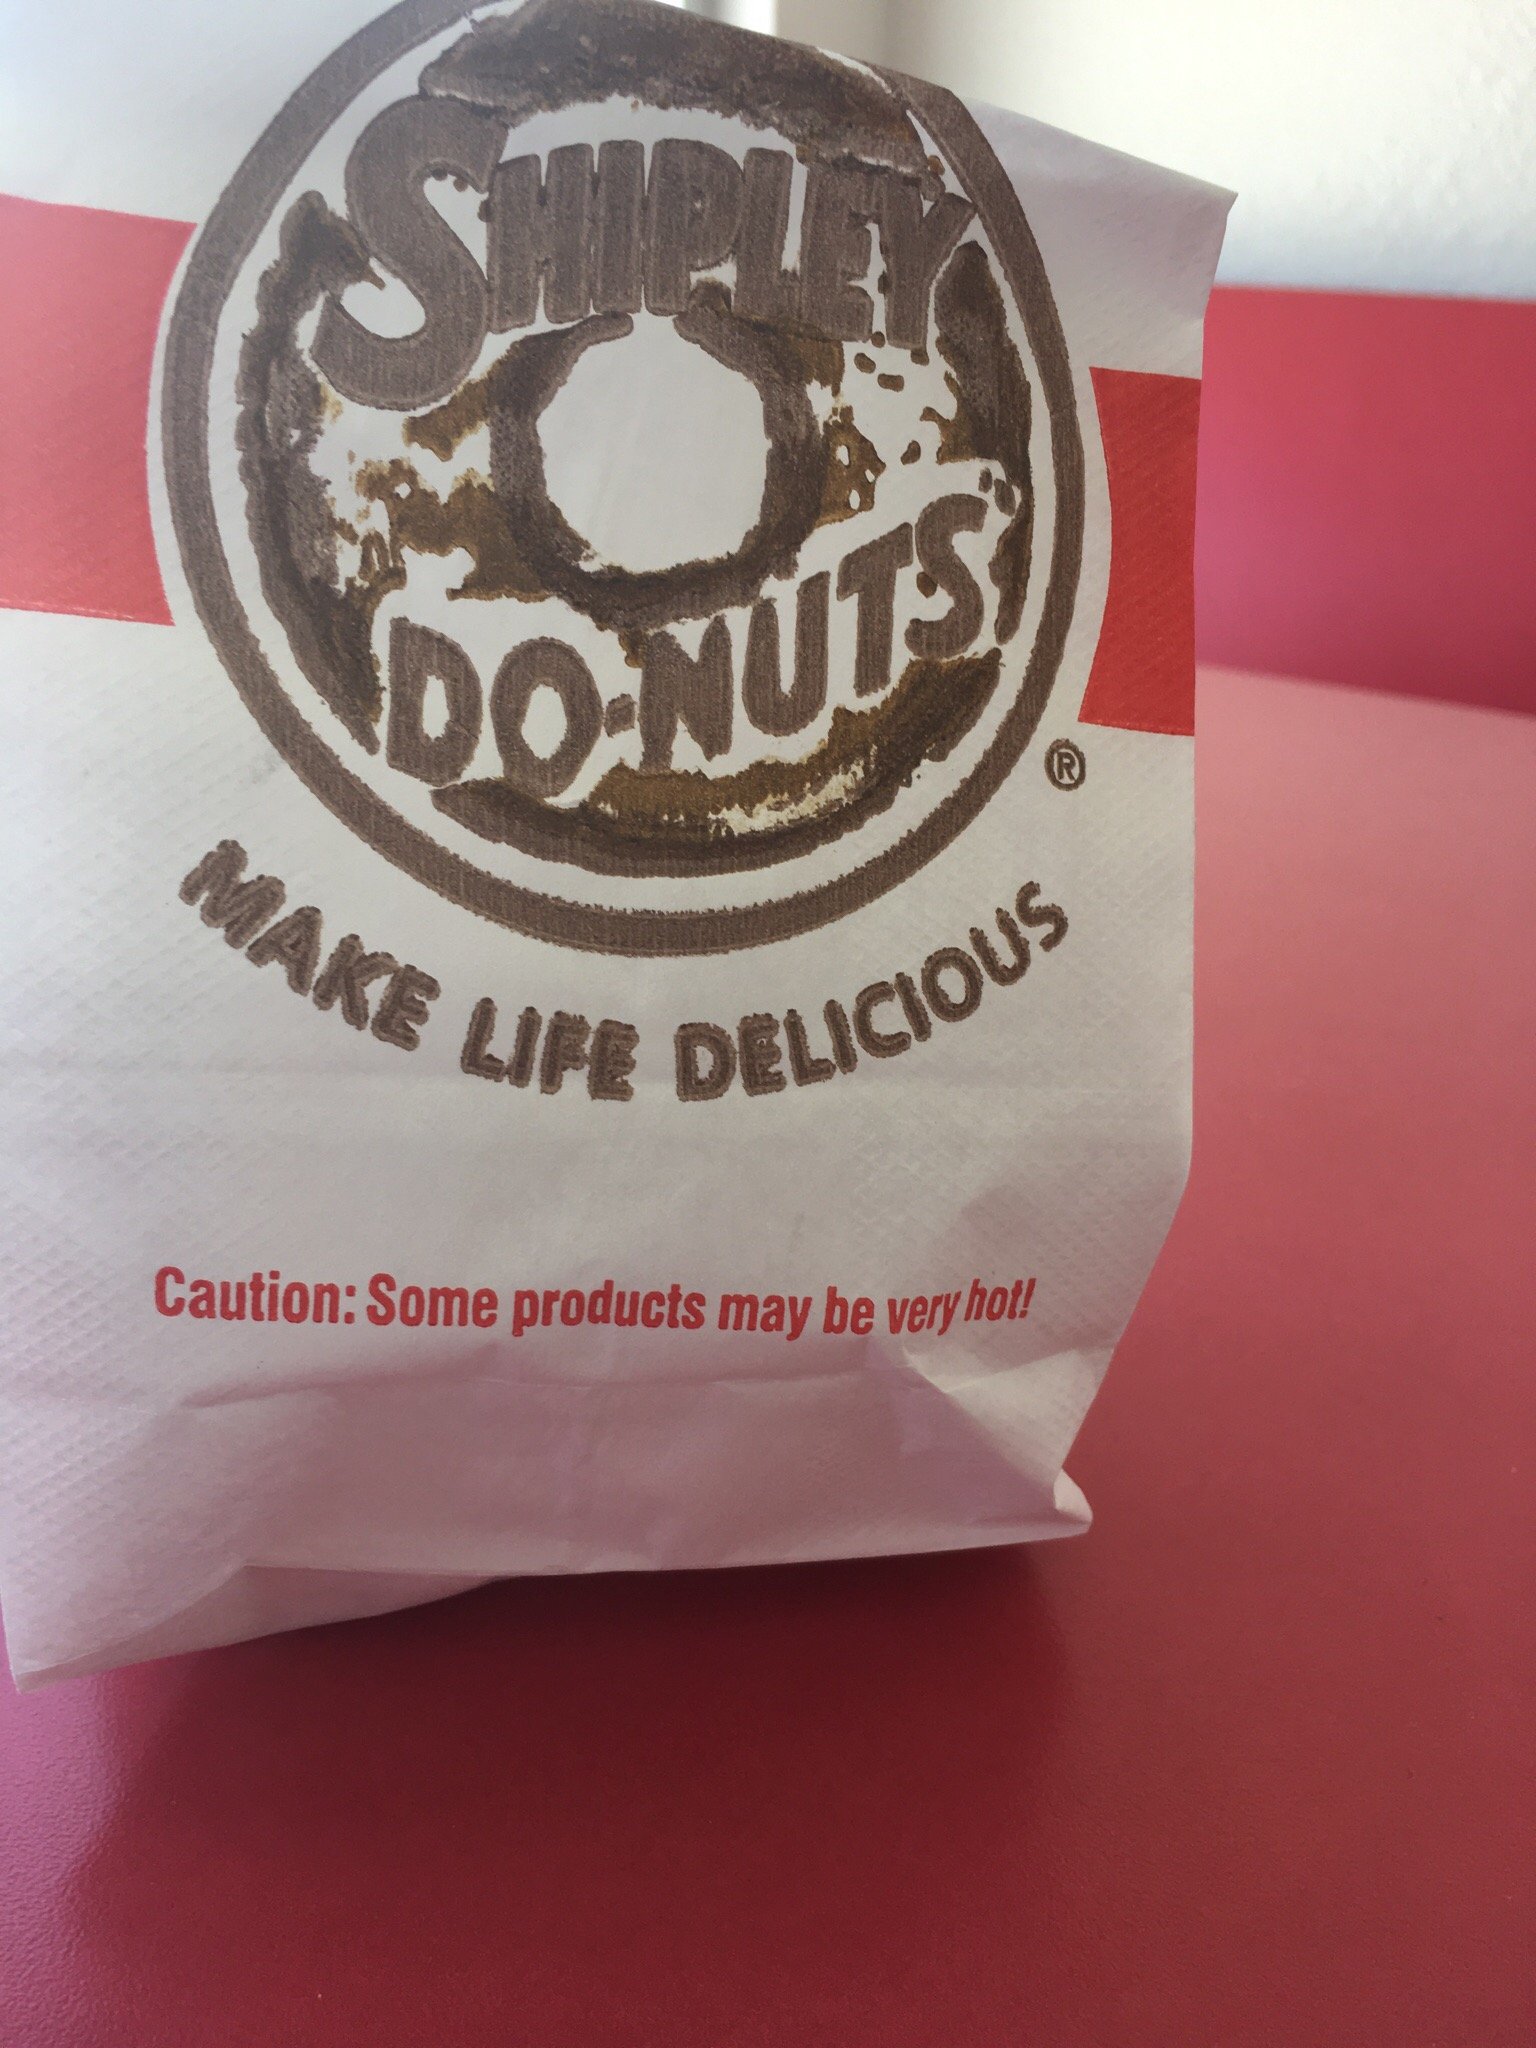 SHIPLEY
DO-NUTS
®
MAKE LIFE DELICIOUS
Caution: Some products may be very hot!